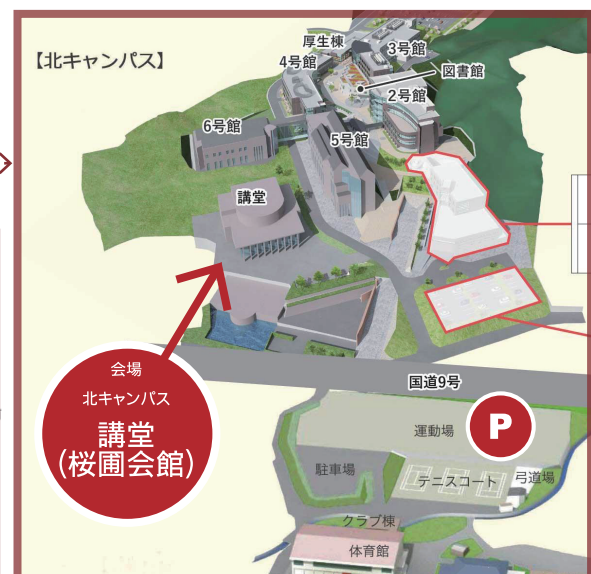 【北キャンパス】
厚生棟
3号館
4号館
図書館
2号館
6号館
5号館
講堂
会場
北キャンパス
講堂
(桜圃会館)
国道9号
運動場
P
駐車場
テニスコート
弓道場
クラブ棟
体育館